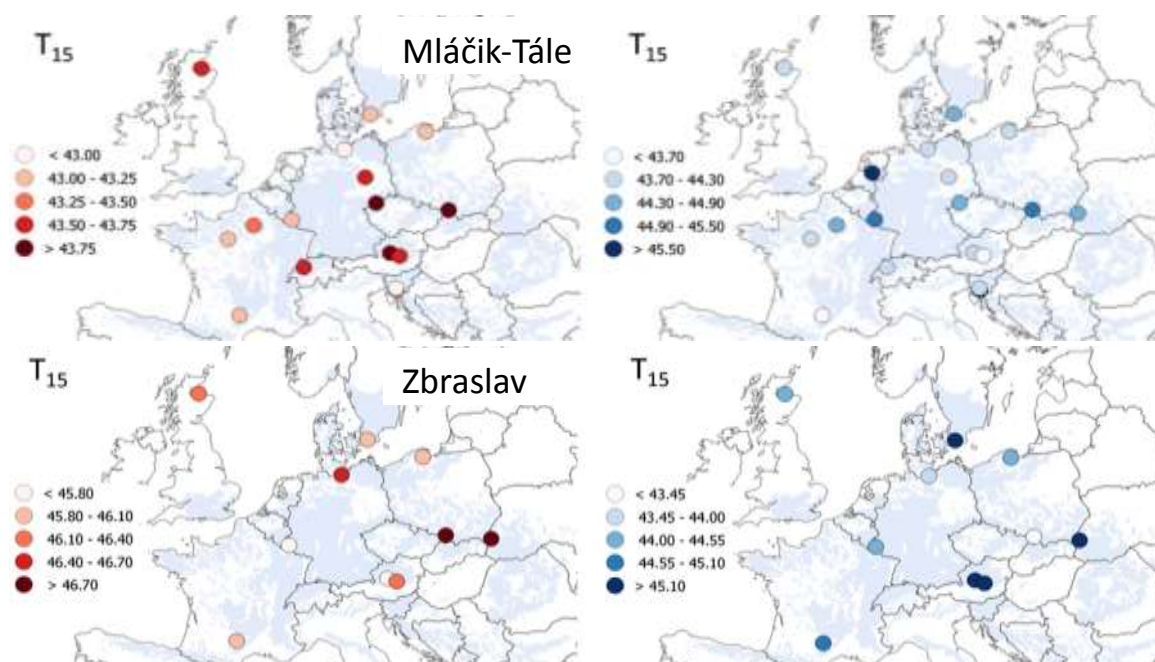 T15
Mláčik-Tále
< 43.00
43.00 - 43.25
43.25 - 43.50
43.50 - 43.75
> 43.75
T15
< 43.70
43.70 - 44.30
44.30 - 44.90
44.90 - 45.50
> 45.50
T15
Zbraslav
< 45.80
45.80 - 46.10
46.10 - 46.40
46.40 - 46.70
> 46.70
T15
< 43.45
43.45 - 44.00
44.00 - 44.55
44.55 - 45.10
> 45.10